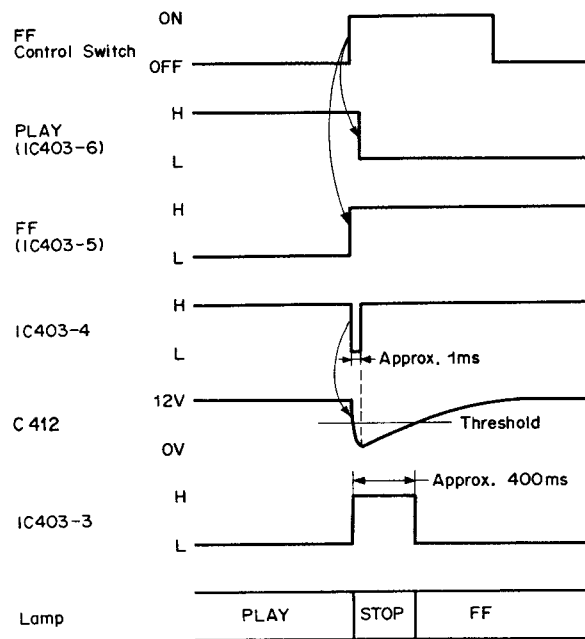 FF
Control Switch
ON
OFF
PLAY
(IC403-6)
H
L
FF
(IC403-5)
H
L
IC403-4
H
L
Approx. 1ms
C412
12V
0V
Threshold
IC403-3
H
L
Approx. 400ms
Lamp
PLAY
STOP
FF